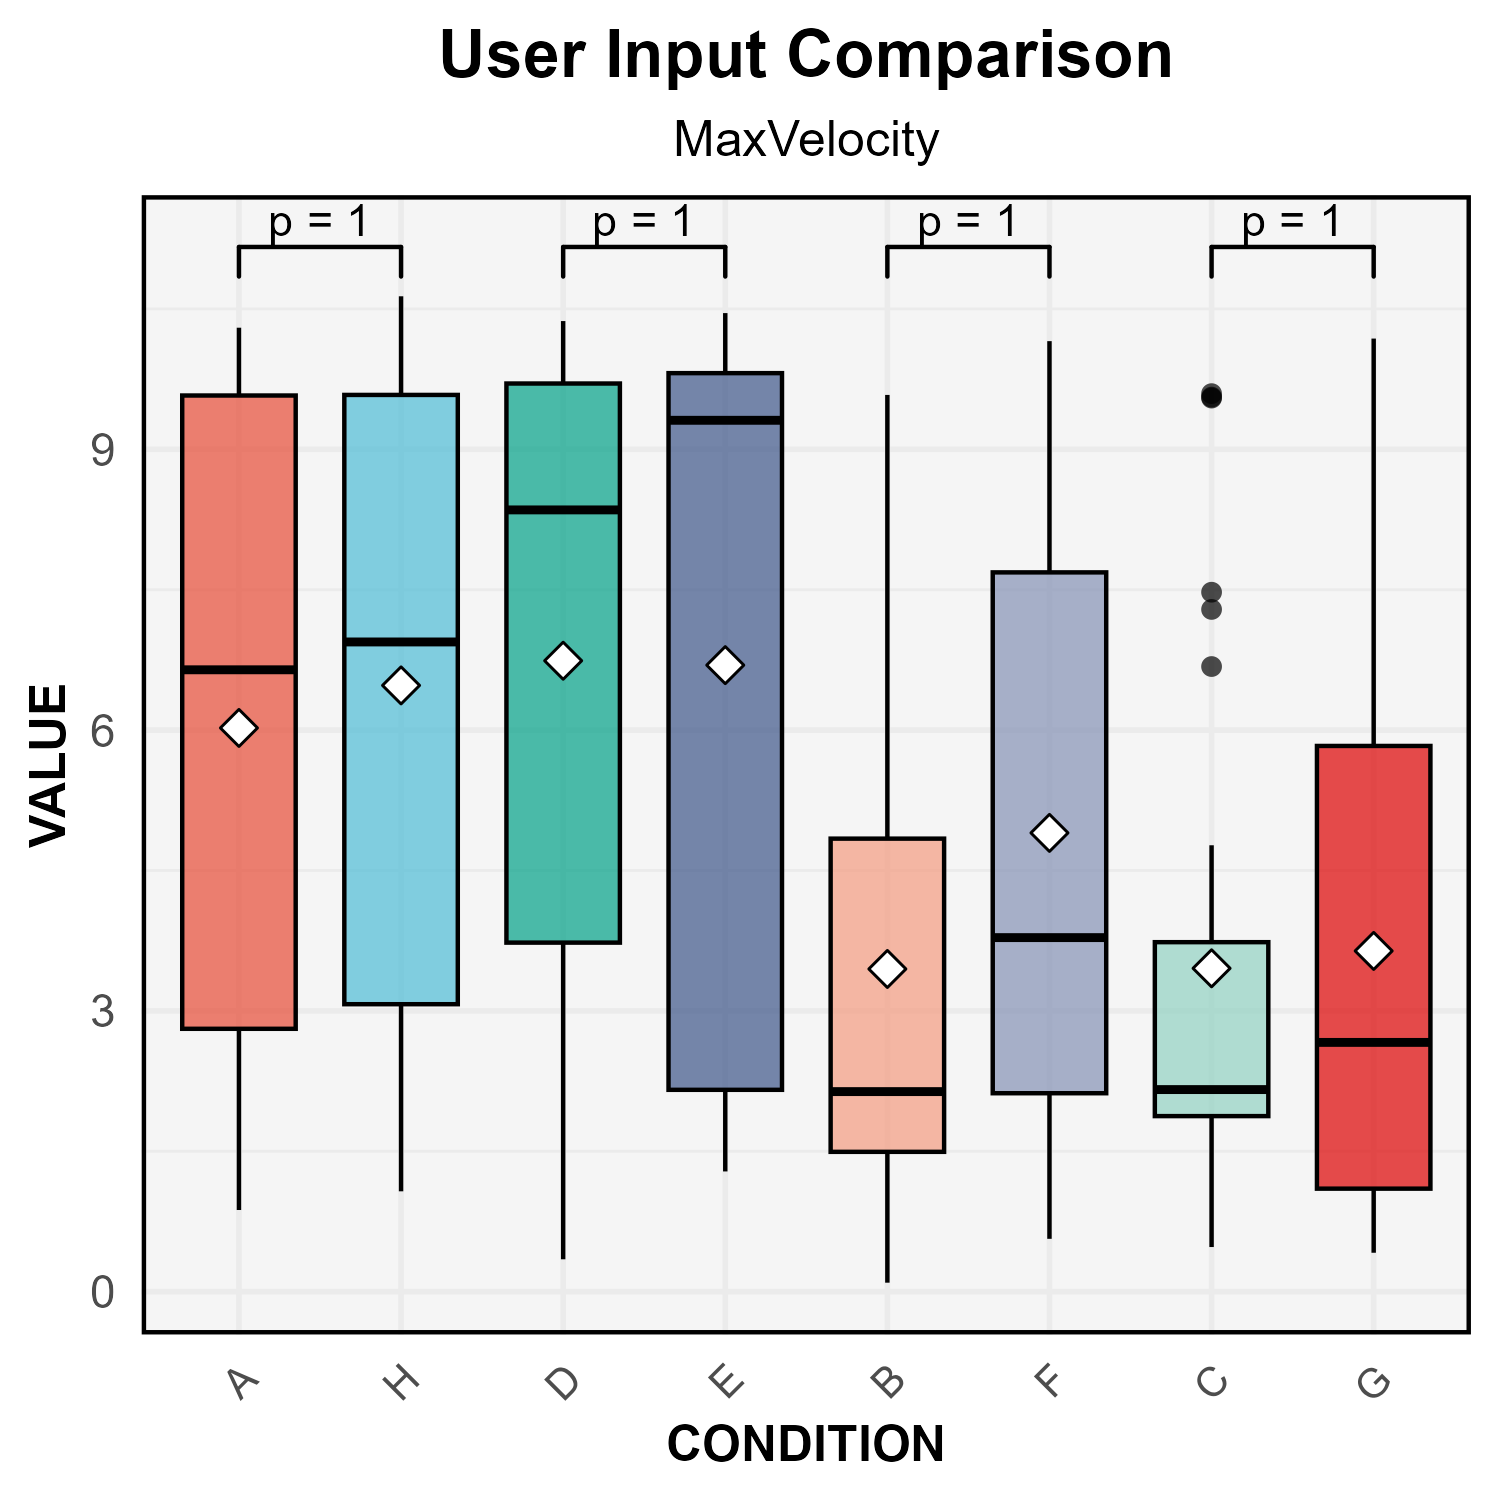 User Input Comparison
MaxVelocity
p = 1 p = 1 p = 1 p = 1
9
6
3
0
VALUE
A H D E B F C G
CONDITION